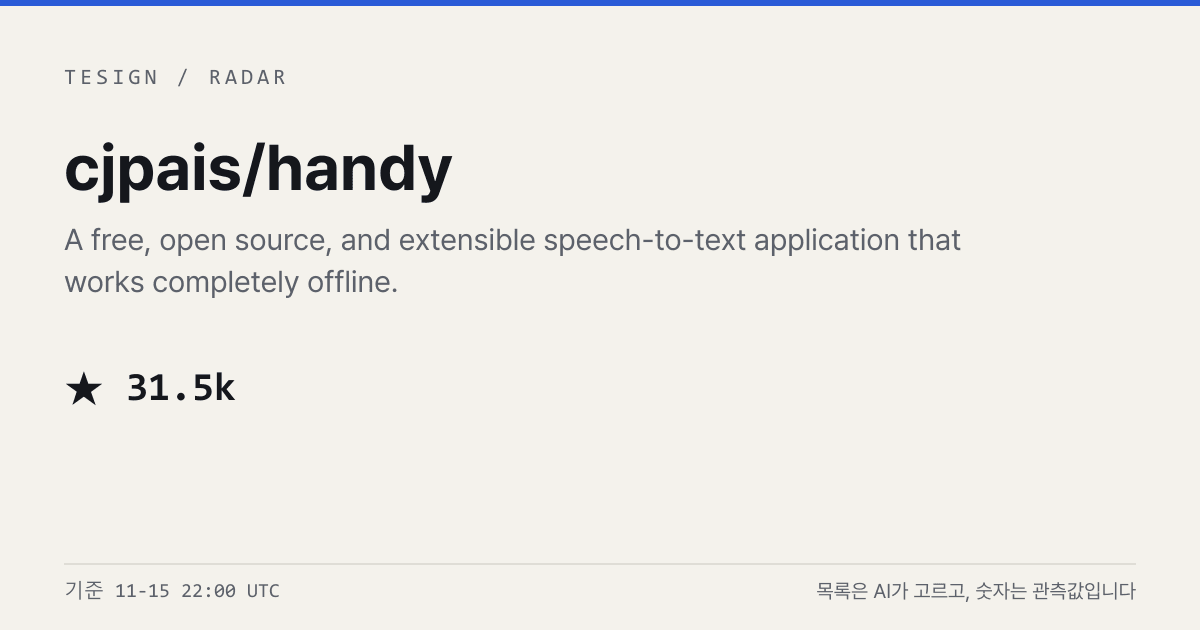 TESIGN / RADAR
cjpais/handy
A free, open source, and extensible speech-to-text application that
works completely offline.
★ 31.5k
기준 11-15 22:00 UTC
목록은 AI가 고르고, 숫자는 관측값입니다